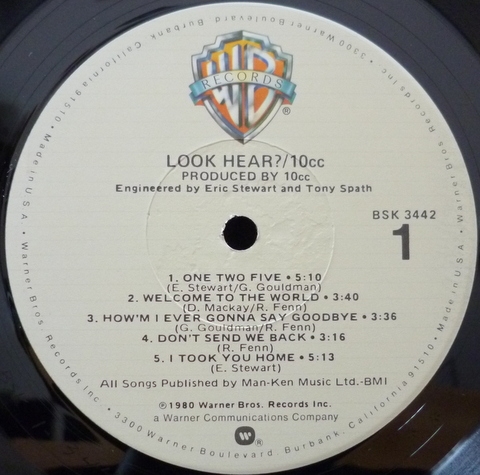 WB
RECORDS
®
LOOK HEAR?/10cc
PRODUCED BY 10cc
Engineered by Eric Stewart and Tony Spath
BSK 3442
1
1. ONE TWO FIVE • 5:10
(E. Stewart/G. Gouldman)
2. WELCOME TO THE WORLD • 3:40
(D. Mackay/R. Fenn)
3. HOW'M I EVER GONNA SAY GOODBYE • 3:36
(G. Gouldman/R. Fenn)
4. DON'T SEND WE BACK • 3:16
(R. Fenn)
5. I TOOK YOU HOME • 5:13
(E. Stewart)
All Songs Published by Man-Ken Music Ltd.-BMI
℗©1980 Warner Bros. Records Inc.
a Warner Communications Company
W®
Made in U.S.A. • Warner Bros. Records Inc. • 3300 Warner Boulevard, Burbank, California 91510 •
Made in U.S.A. • Warner Bros. Records Inc. • 3300 Warner Boulevard, Burbank, California 91510 •